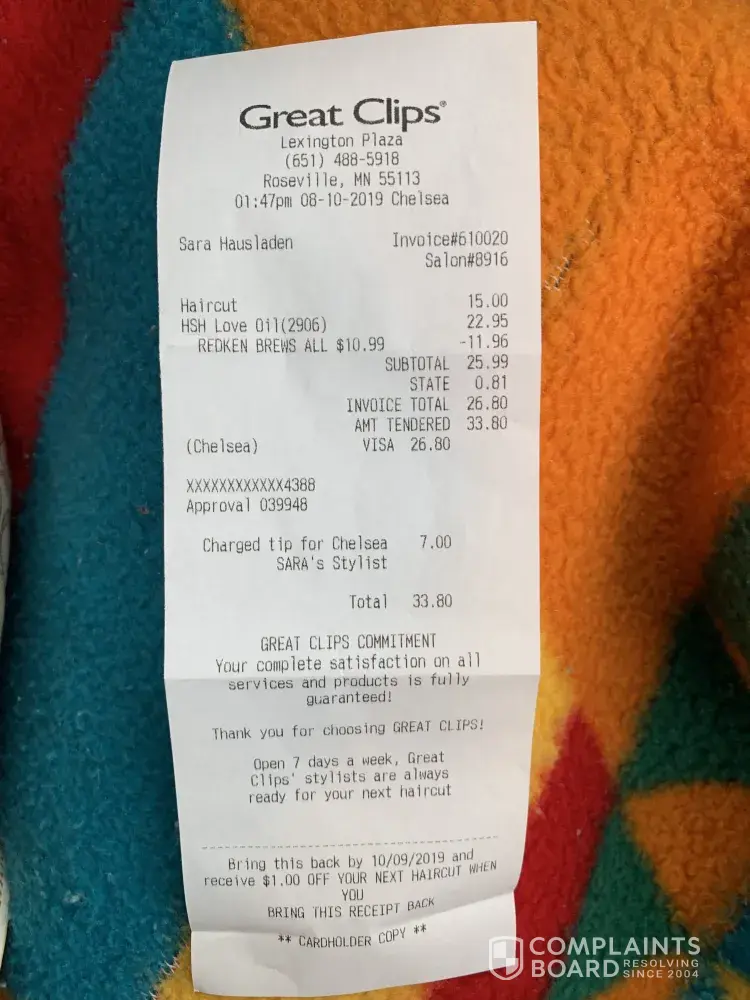 Great Clips®
Lexington Plaza
(651) 488-5918
Roseville, MN 55113
01:47pm 08-10-2019 Chelsea
Sara Hausladen Invoice#610020
Salon#8916
Haircut 15.00
HSH Love Oil(2906) 22.95
REDKEN BREWS ALL $10.99 -11.96
SUBTOTAL 25.99
STATE 0.81
INVOICE TOTAL 26.80
AMT TENDERED 33.80
(Chelsea) VISA 26.80
XXXXXXXXXXXX4388
Approval 039948
Charged tip for Chelsea 7.00
SARA's Stylist
Total 33.80
GREAT CLIPS COMMITMENT
Your complete satisfaction on all
services and products is fully
guaranteed!
Thank you for choosing GREAT CLIPS!
Open 7 days a week, Great
Clips' stylists are always
ready for your next haircut
Bring this back by 10/09/2019 and
receive $1.00 OFF YOUR NEXT HAIRCUT WHEN
YOU
BRING THIS RECEIPT BACK
** CARDHOLDER COPY **
COMPLAINTS
BOARD RESOLVING
SINCE 2004